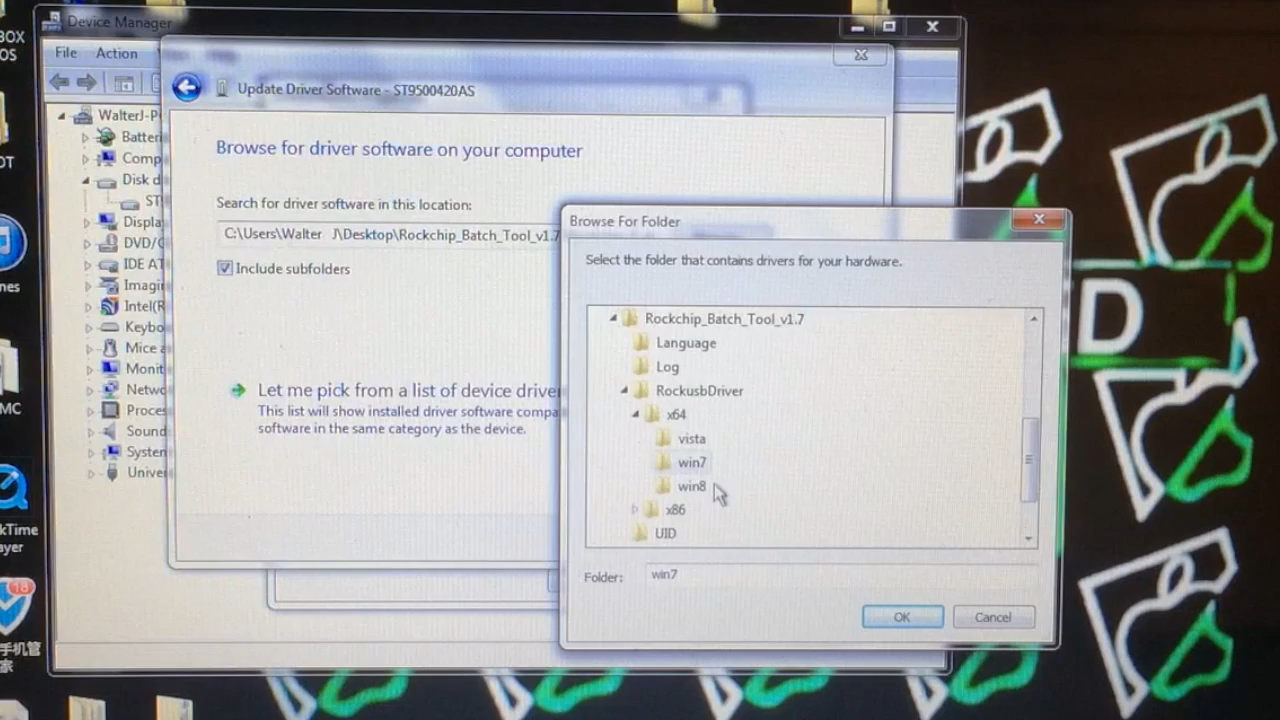 Device Manager
File Action
BOX
OS
Update Driver Software - ST9500420AS
WalterJ-P
Batteri
Comp
Disk d
ST
Displa
DVD/C
IDE AT
Imagin
Intel(R
Keybo
Mice a
Monit
Netwo
Proces
Sound
System
Univer
Browse for driver software on your computer
Search for driver software in this location:
C:\Users\Walter J\Desktop\Rockchip_Batch_Tool_v1.7
Include subfolders
Let me pick from a list of device drive
This list will show installed driver software compa
software in the same category as the device.
Browse For Folder
Select the folder that contains drivers for your hardware.
Rockchip_Batch_Tool_v1.7
Language
Log
RockusbDriver
x64
vista
win7
win8
x86
UID
Folder: win7
OK Cancel
OT
nes
MC
kTime
ayer
18
手机管
家
D